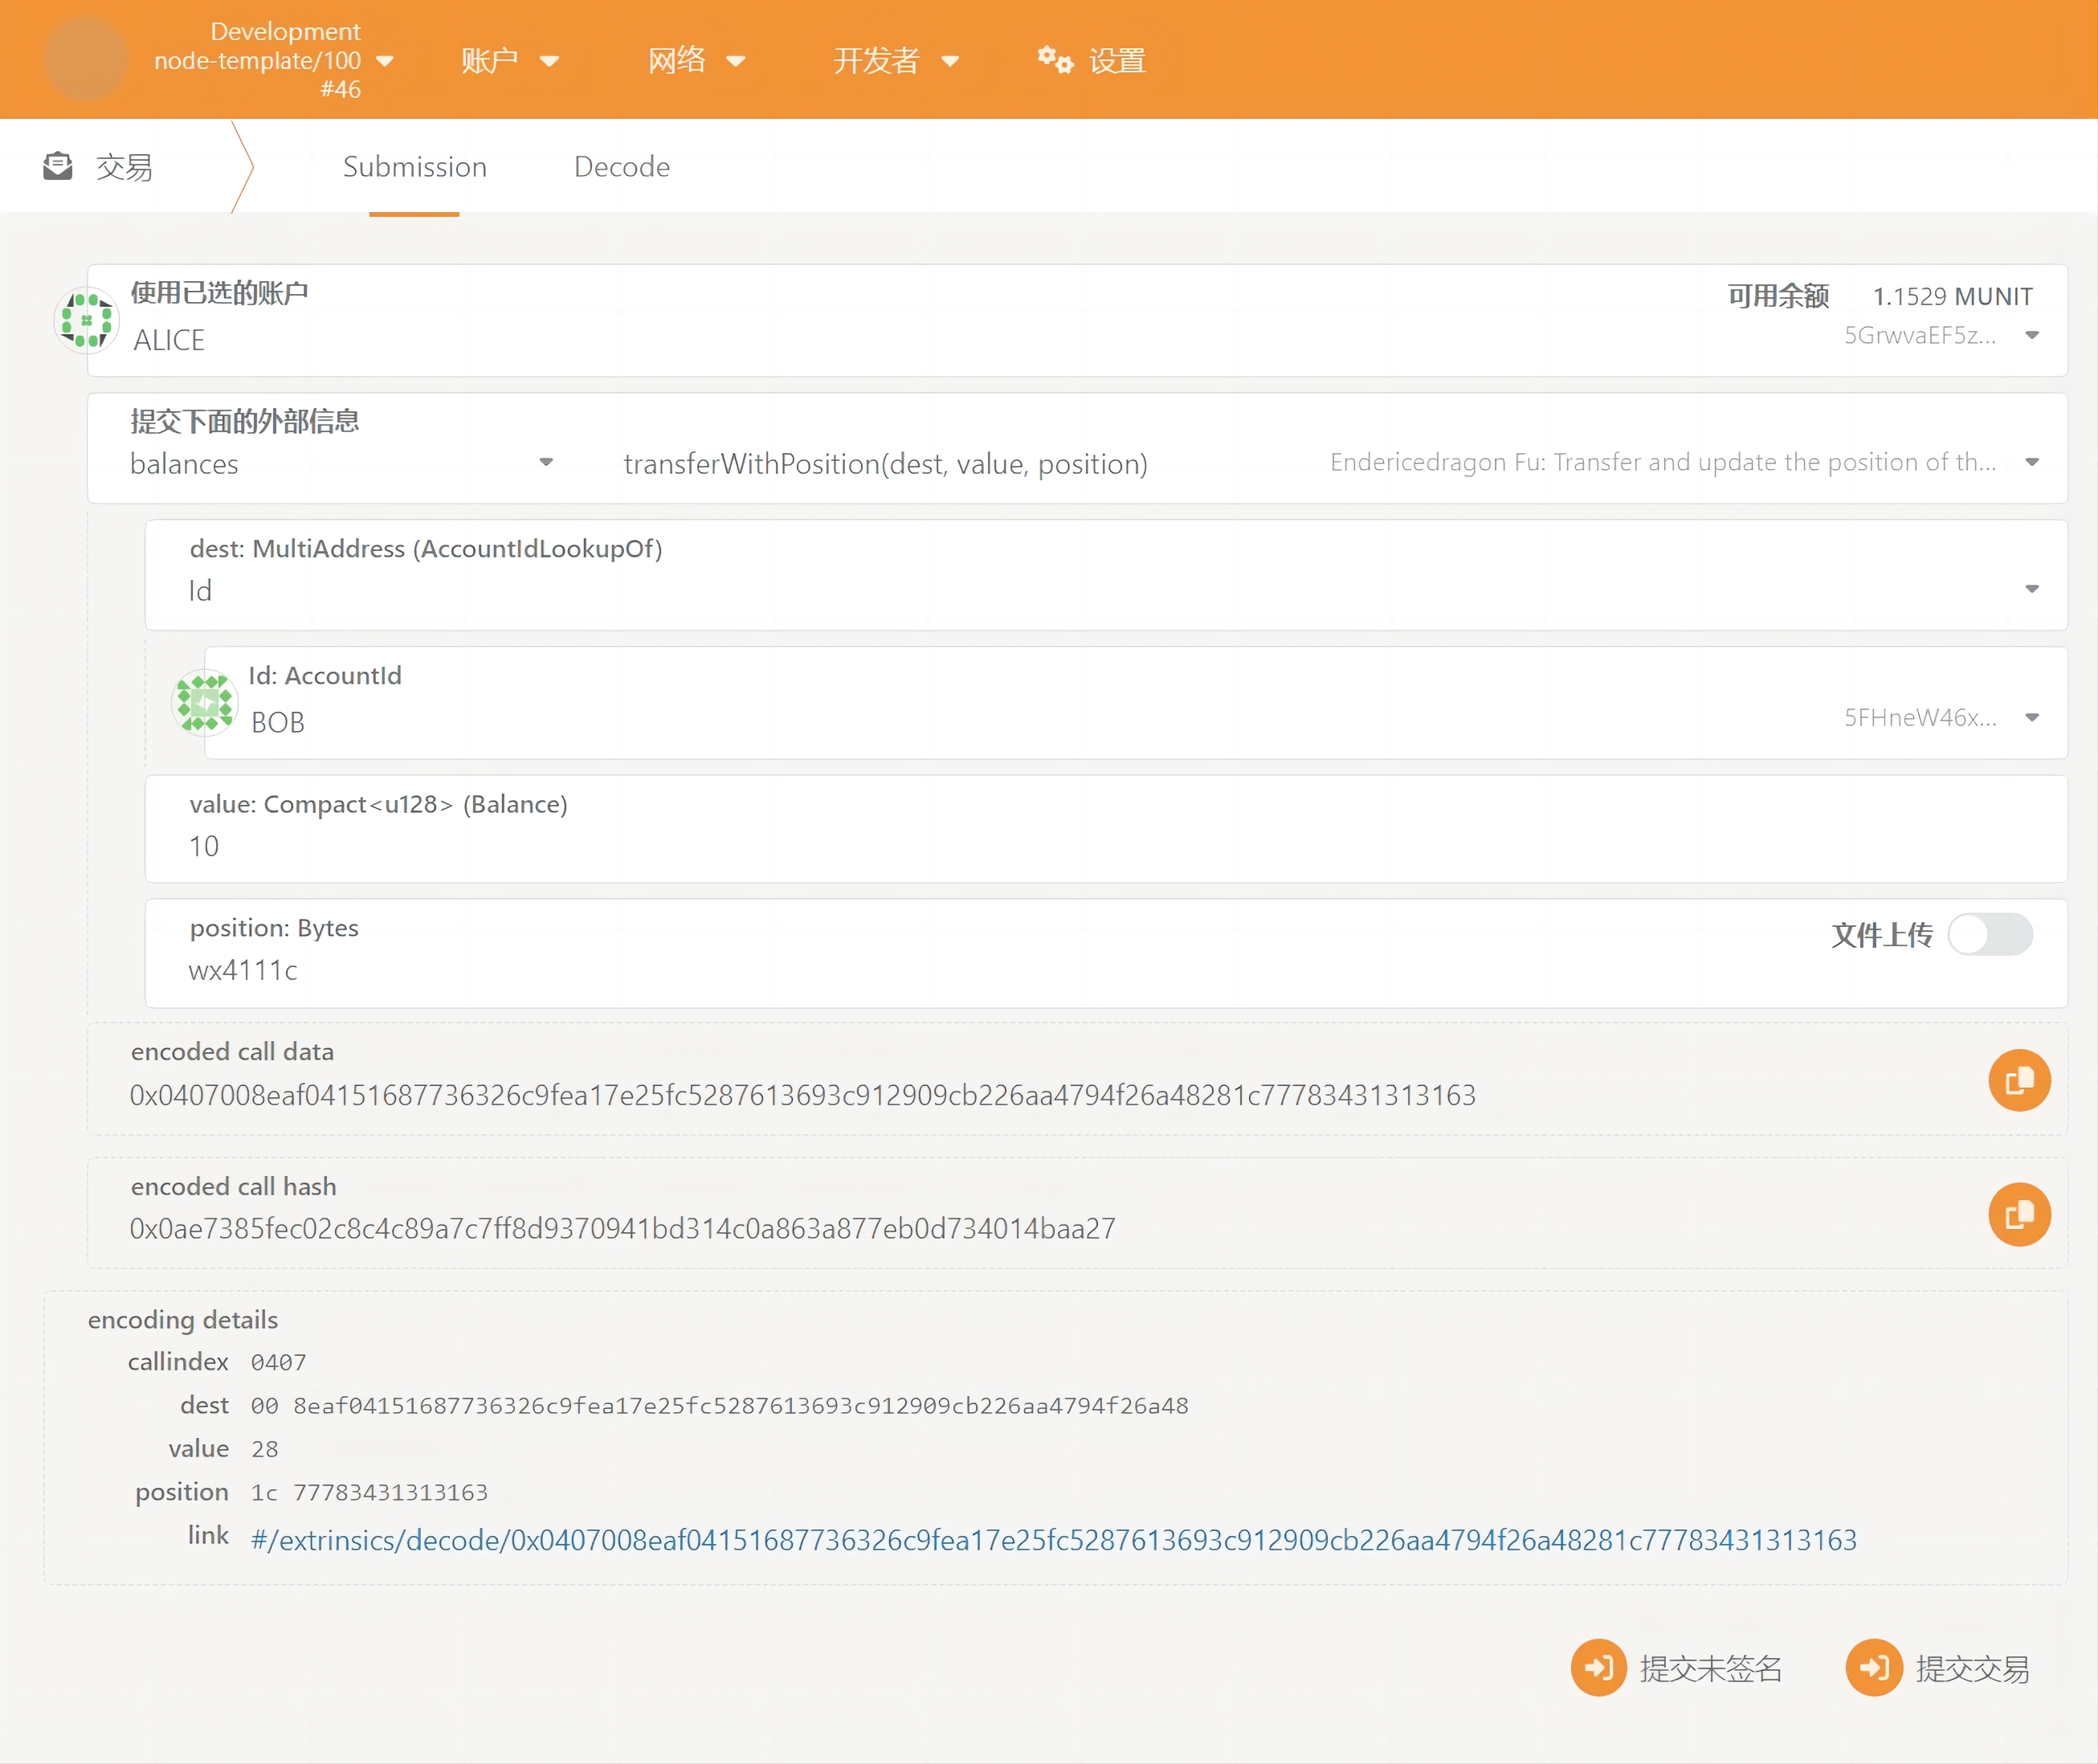 Development
node-template/100
#46
账户
网络
开发者
设置
交易
Submission
Decode
使用已选的账户
ALICE
可用余额 1.1529 MUNIT
5GrwvaEF5z...
提交下面的外部信息
balances
transferWithPosition(dest, value, position)
Endericedragon Fu: Transfer and update the position of th...
dest: MultiAddress (AccountIdLookupOf)
Id
Id: AccountId
BOB
5FHneW46x...
value: Compact<u128> (Balance)
10
position: Bytes
wx4111c
文件上传
encoded call data
0x0407008eaf04151687736326c9fea17e25fc5287613693c912909cb226aa4794f26a48281c77783431313163
encoded call hash
0x0ae7385fec02c8c4c89a7c7ff8d9370941bd314c0a863a877eb0d734014baa27
encoding details
callindex 0407
dest 00 8eaf04151687736326c9fea17e25fc5287613693c912909cb226aa4794f26a48
value 28
position 1c 77783431313163
link #/extrinsics/decode/0x0407008eaf04151687736326c9fea17e25fc5287613693c912909cb226aa4794f26a48281c77783431313163
提交未签名
提交交易